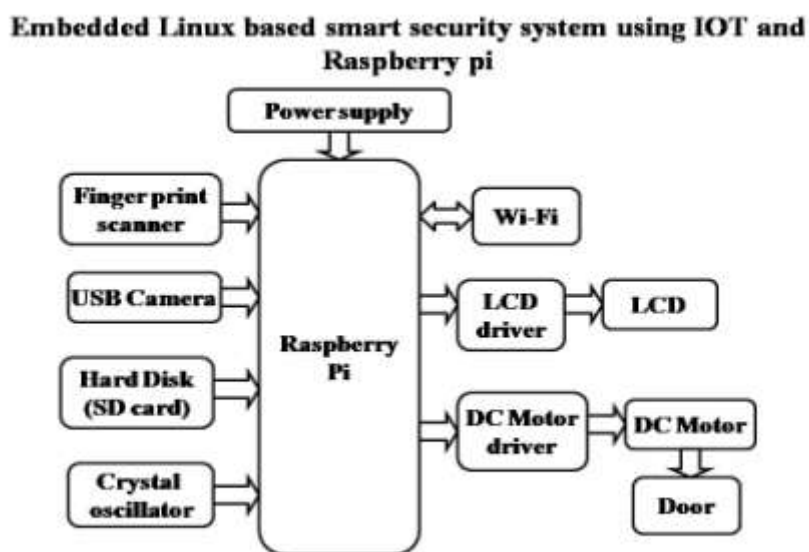 Embedded Linux based smart security system using IOT and
Raspberry pi
Power supply
Finger print
scanner
Wi-Fi
USB Camera
LCD
driver
LCD
Raspberry
Pi
Hard Disk
(SD card)
DC Motor
driver
DC Motor
Crystal
oscillator
Door